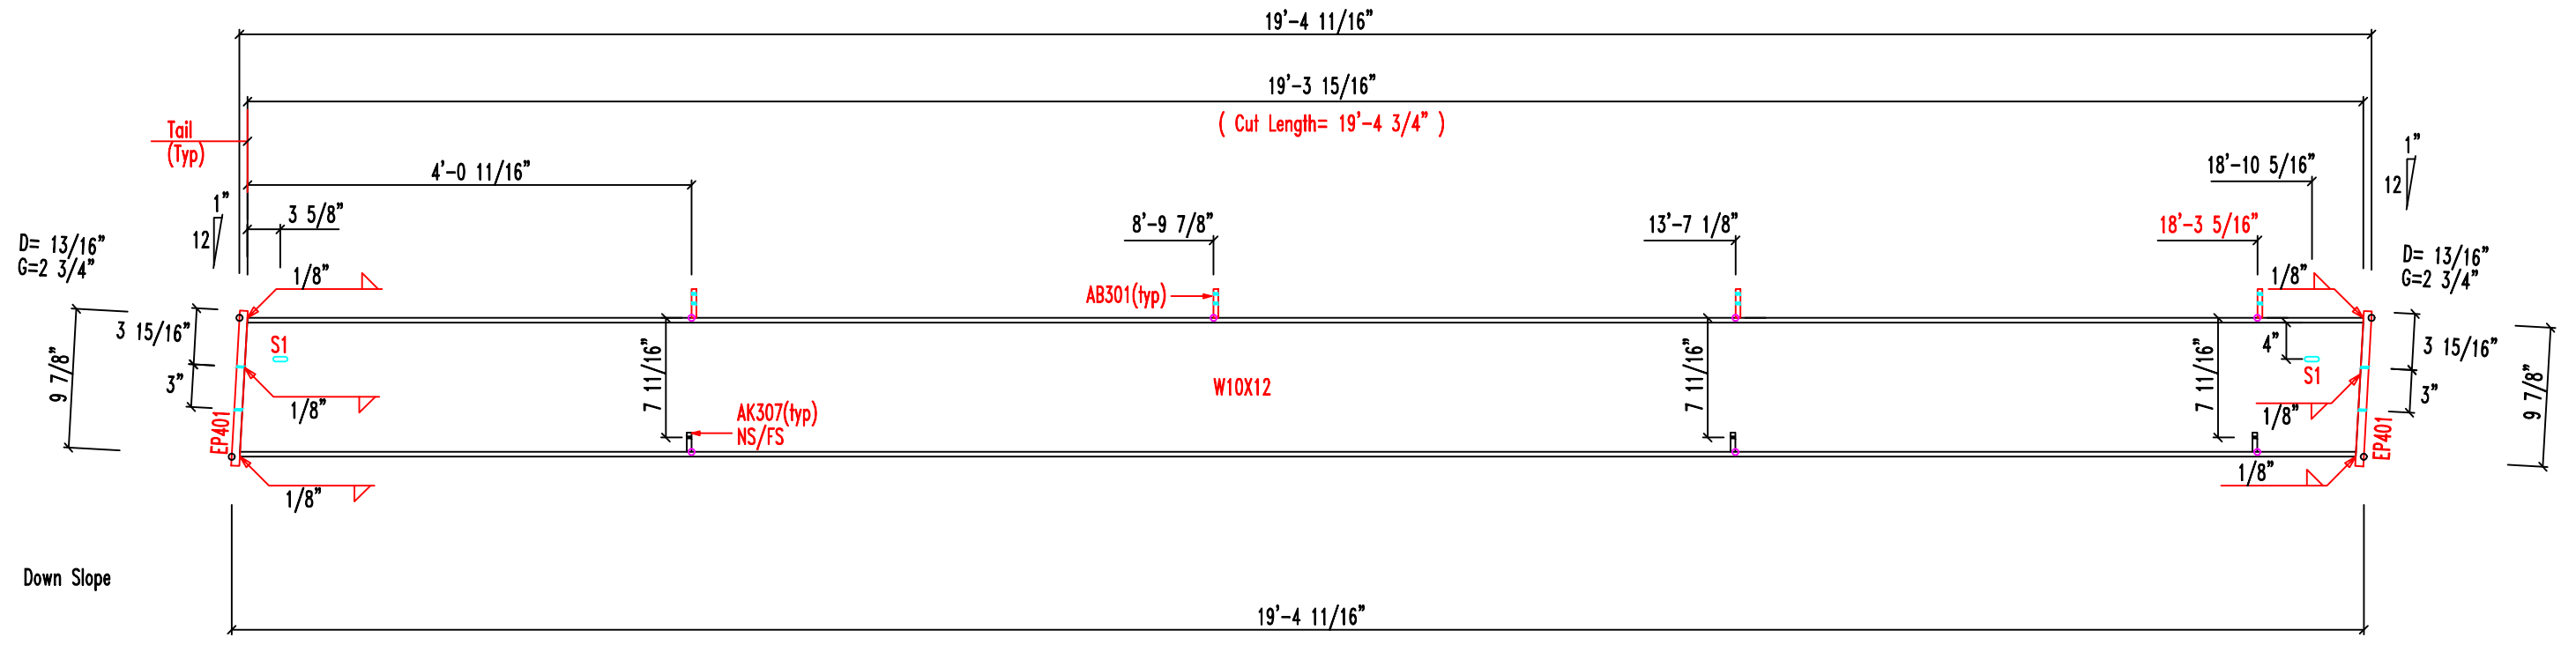 19'-4 11/16"
19'-3 15/16"
( Cut Length= 19'-4 3/4" )
Tail
(Typ)
4'-0 11/16"
18'-10 5/16"
1"
12
1"
12
3 5/8"
8'-9 7/8"
13'-7 1/8"
18'-3 5/16"
D= 13/16"
G=2 3/4"
D= 13/16"
G=2 3/4"
1/8"
AB301(typ)
1/8"
3 15/16"
S1
7 11/16"
7 11/16"
7 11/16"
4"
S1
3 15/16"
9 7/8"
3"
1/8"
W10X12
1/8"
3"
9 7/8"
EP401
AK307(typ)
NS/FS
EP401
1/8"
1/8"
Down Slope
19'-4 11/16"